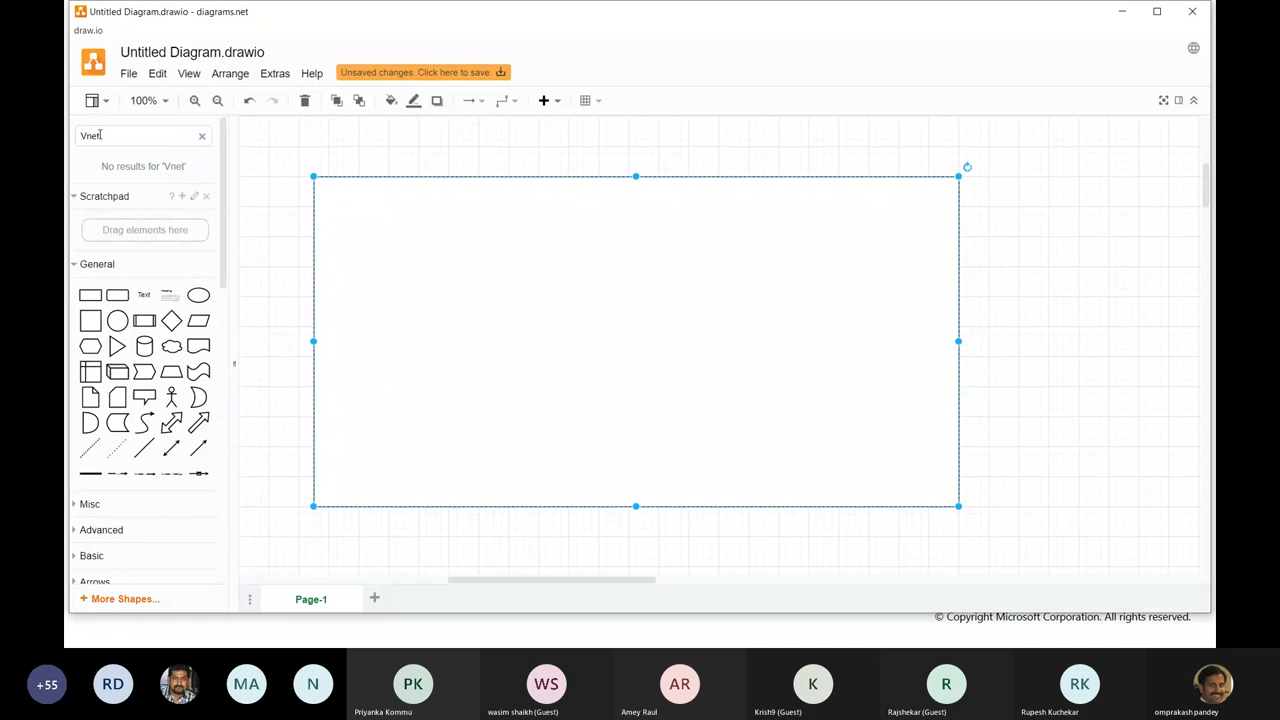 Untitled Diagram.drawio - diagrams.net
draw.io
Untitled Diagram.drawio
File Edit View Arrange Extras Help Unsaved changes. Click here to save.
100%
Vnet
No results for 'Vnet'
Scratchpad ?
Drag elements here
General
Text
Misc
Advanced
Basic
Arrows
+ More Shapes...
Page-1
© Copyright Microsoft Corporation. All rights reserved.
+55 RD MA N PK WS AR K R RK
Priyanka Kommu wasim shaikh (Guest) Amey Raul Krish9 (Guest) Rajshekar (Guest) Rupesh Kuchekar omprakash pandey